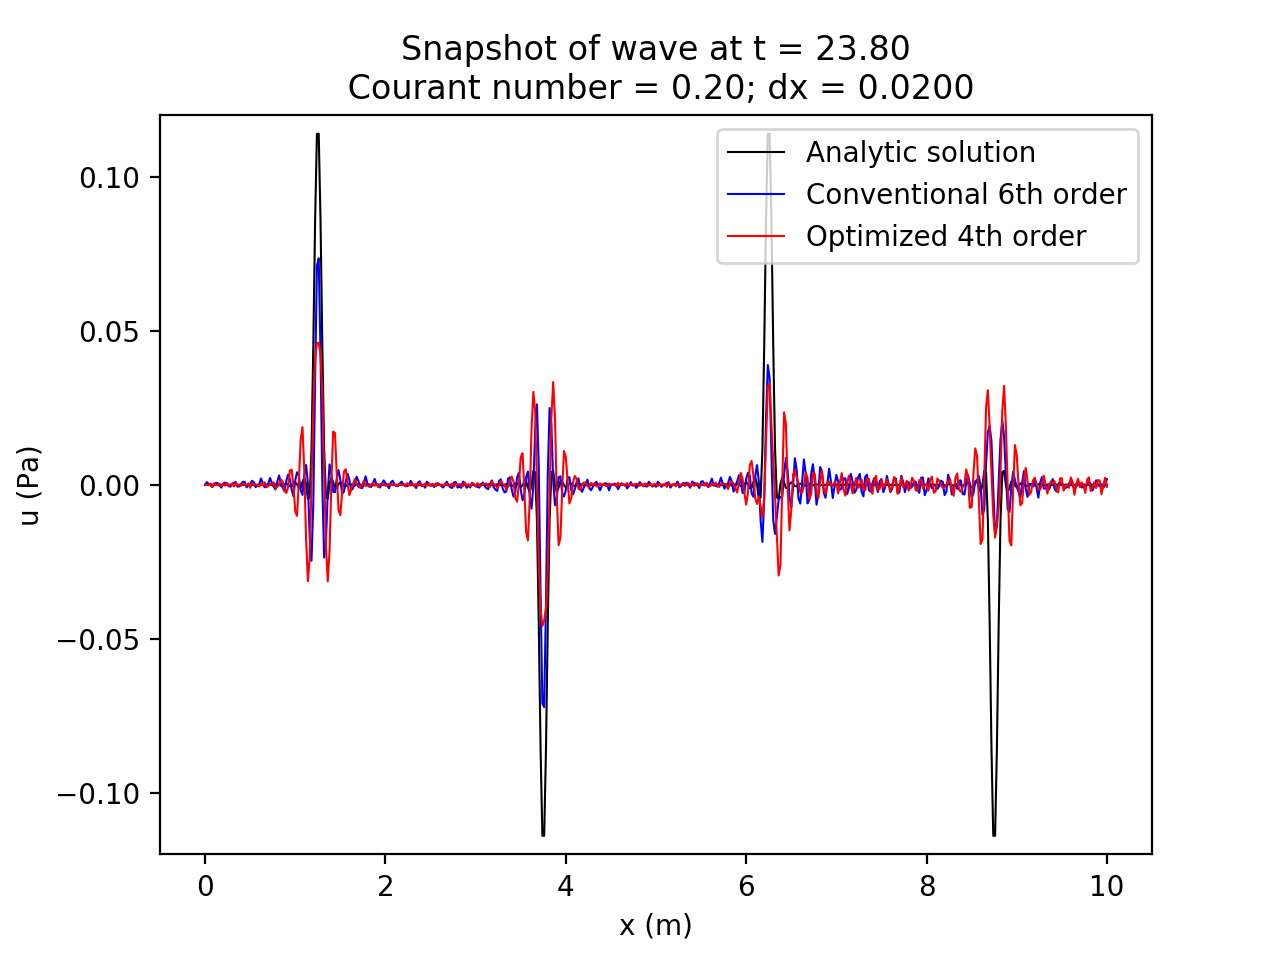 Snapshot of wave at t = 23.80
Courant number = 0.20; dx = 0.0200
Analytic solution
Conventional 6th order
Optimized 4th order
0.10
0.05
0.00
−0.05
−0.10
u (Pa)
0 2 4 6 8 10
x (m)